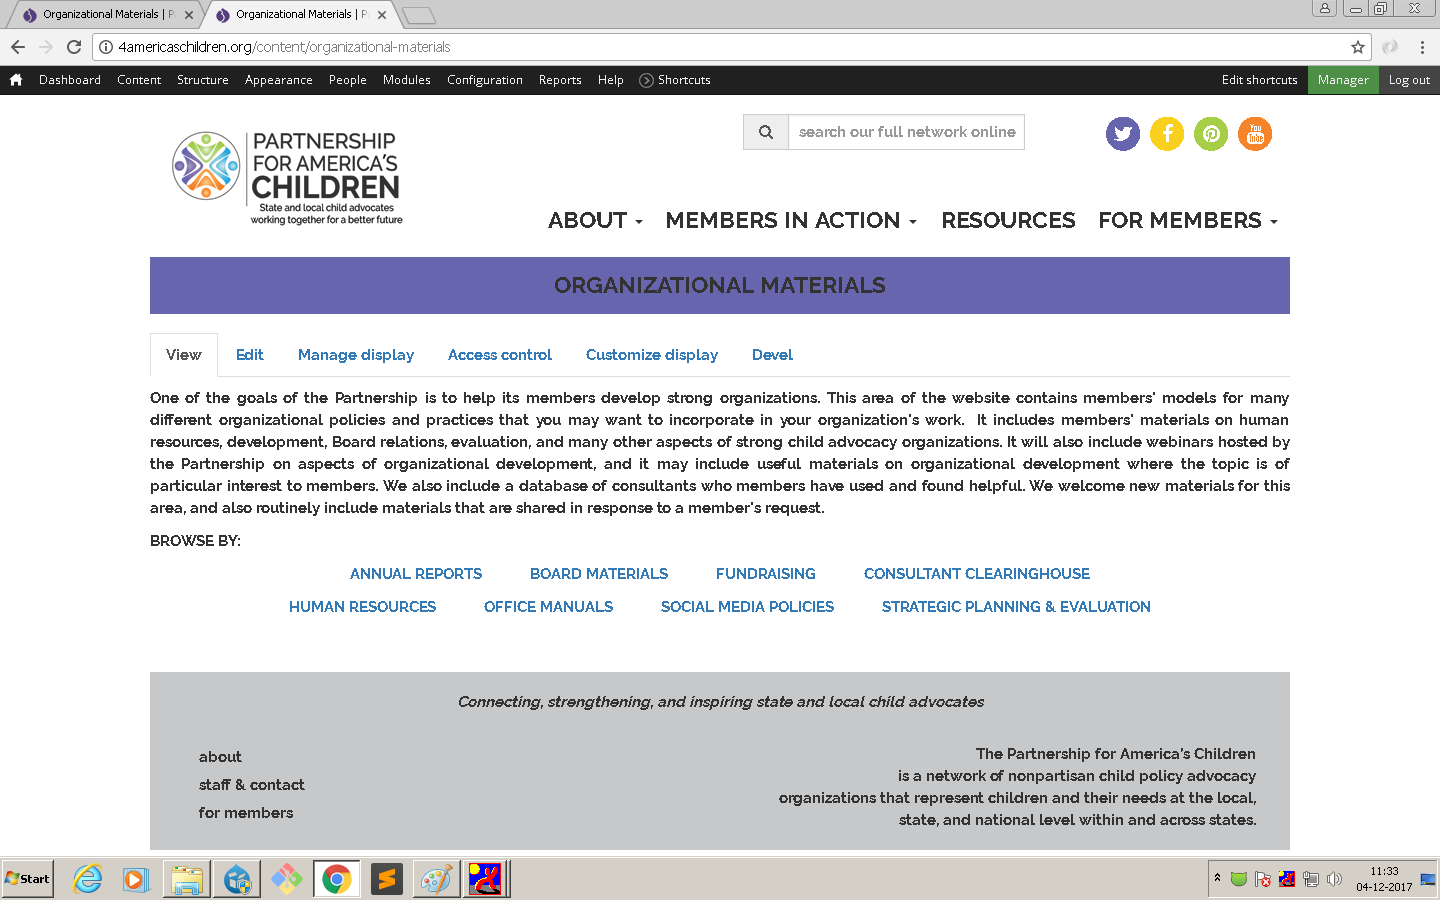 Organizational Materials | P
Organizational Materials | P
4americaschildren.org/content/organizational-materials
Dashboard Content Structure Appearance People Modules Configuration Reports Help Shortcuts Edit shortcuts Manager Log out
PARTNERSHIP
FOR AMERICA'S
CHILDREN
State and local child advocates
working together for a better future
search our full network online
You
Tube
ABOUT MEMBERS IN ACTION RESOURCES FOR MEMBERS
ORGANIZATIONAL MATERIALS
View Edit Manage display Access control Customize display Devel
One of the goals of the Partnership is to help its members develop strong organizations. This area of the website contains members' models for many
different organizational policies and practices that you may want to incorporate in your organization's work.  It includes members' materials on human
resources, development, Board relations, evaluation, and many other aspects of strong child advocacy organizations. It will also include webinars hosted by
the Partnership on aspects of organizational development, and it may include useful materials on organizational development where the topic is of
particular interest to members. We also include a database of consultants who members have used and found helpful. We welcome new materials for this
area, and also routinely include materials that are shared in response to a member's request.
BROWSE BY:
ANNUAL REPORTS BOARD MATERIALS FUNDRAISING CONSULTANT CLEARINGHOUSE
HUMAN RESOURCES OFFICE MANUALS SOCIAL MEDIA POLICIES STRATEGIC PLANNING & EVALUATION
Connecting, strengthening, and inspiring state and local child advocates
about
staff & contact
for members
The Partnership for America's Children
is a network of nonpartisan child policy advocacy
organizations that represent children and their needs at the local,
state, and national level within and across states.
Start
11:33
04-12-2017